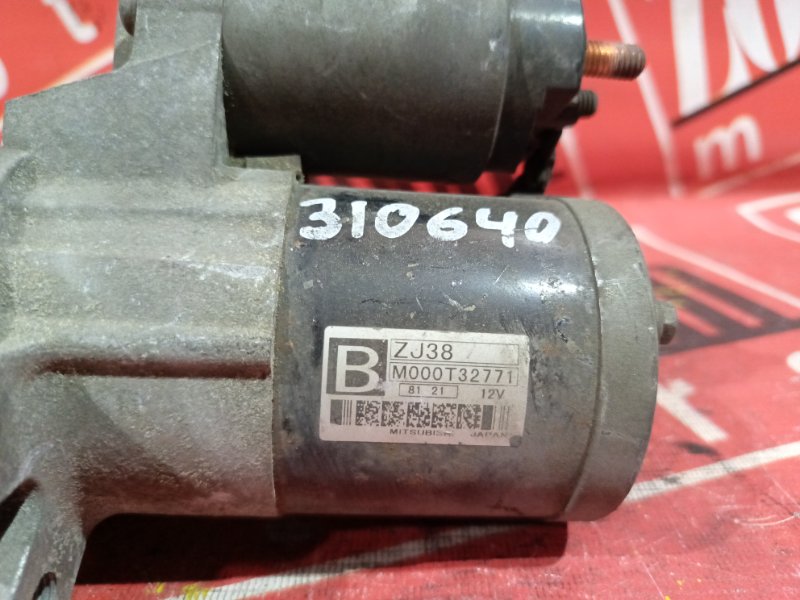 310640
B
ZJ38
M000T32771
81 21 12V
MITSUBISHI JAPAN
m